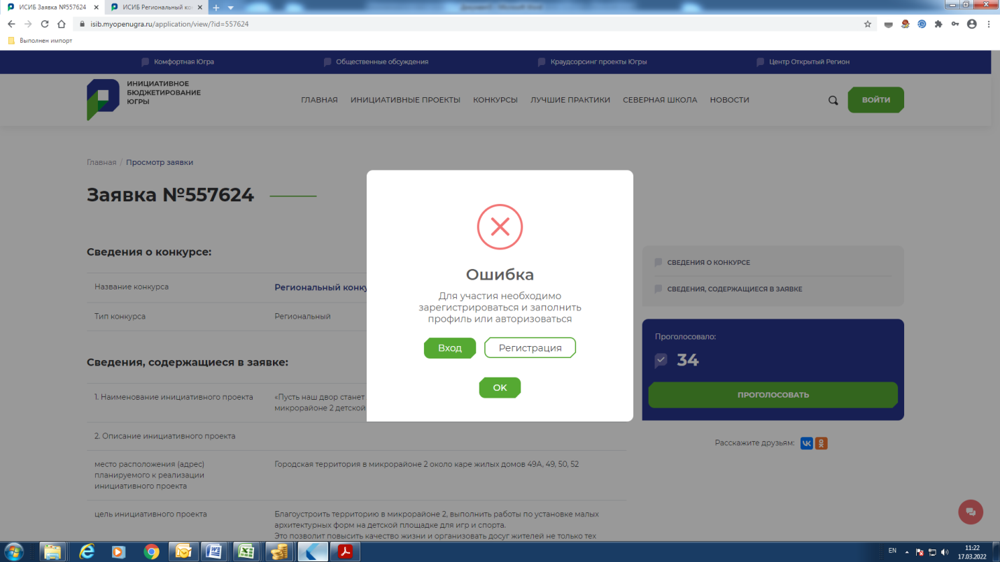 ИСИБ Заявка №557624
ИСИБ Региональный ко
isib.myopenugra.ru/application/view/?id=557624
Выполнен импорт
Комфортная Югра
Общественные обсуждения
Краудсорсинг проекты Югры
Центр Открытый Регион
ИНИЦИАТИВНОЕ
БЮДЖЕТИРОВАНИЕ
ЮГРЫ
ГЛАВНАЯ ИНИЦИАТИВНЫЕ ПРОЕКТЫ КОНКУРСЫ ЛУЧШИЕ ПРАКТИКИ СЕВЕРНАЯ ШКОЛА НОВОСТИ
ВОЙТИ
Главная / Просмотр заявки
Заявка №557624
Сведения о конкурсе:
Название конкурса Региональный конку
Тип конкурса Региональный
Сведения, содержащиеся в заявке:
1. Наименование инициативного проекта «Пусть наш двор станет
микрорайоне 2 детской
2. Описание инициативного проекта
место расположения (адрес) Городская территория в микрорайоне 2 около каре жилых домов 49А, 49, 50, 52
планируемого к реализации
инициативного проекта
цель инициативного проекта Благоустроить территорию в микрорайоне 2, выполнить работы по установке малых
архитектурных форм на детской площадке для игр и спорта.
Это позволит повысить качество жизни и организовать досуг жителей не только тех
Ошибка
Для участия необходимо
зарегистрироваться и заполнить
профиль или авторизоваться
Вход
Регистрация
OK
СВЕДЕНИЯ О КОНКУРСЕ
СВЕДЕНИЯ, СОДЕРЖАЩИЕСЯ В ЗАЯВКЕ
Проголосовало:
34
ПРОГОЛОСОВАТЬ
Расскажите друзьям:
EN
11:22
17.03.2022